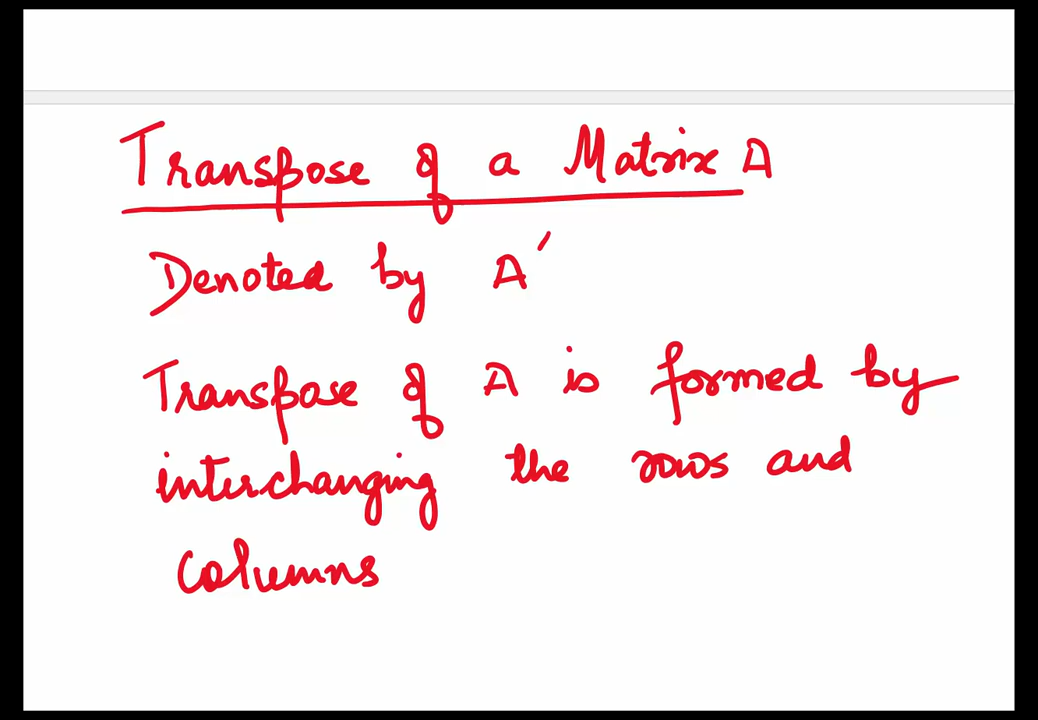 Transpose of a Matrix A
Denoted by A′
Transpose of A is formed by
interchanging the rows and
columns